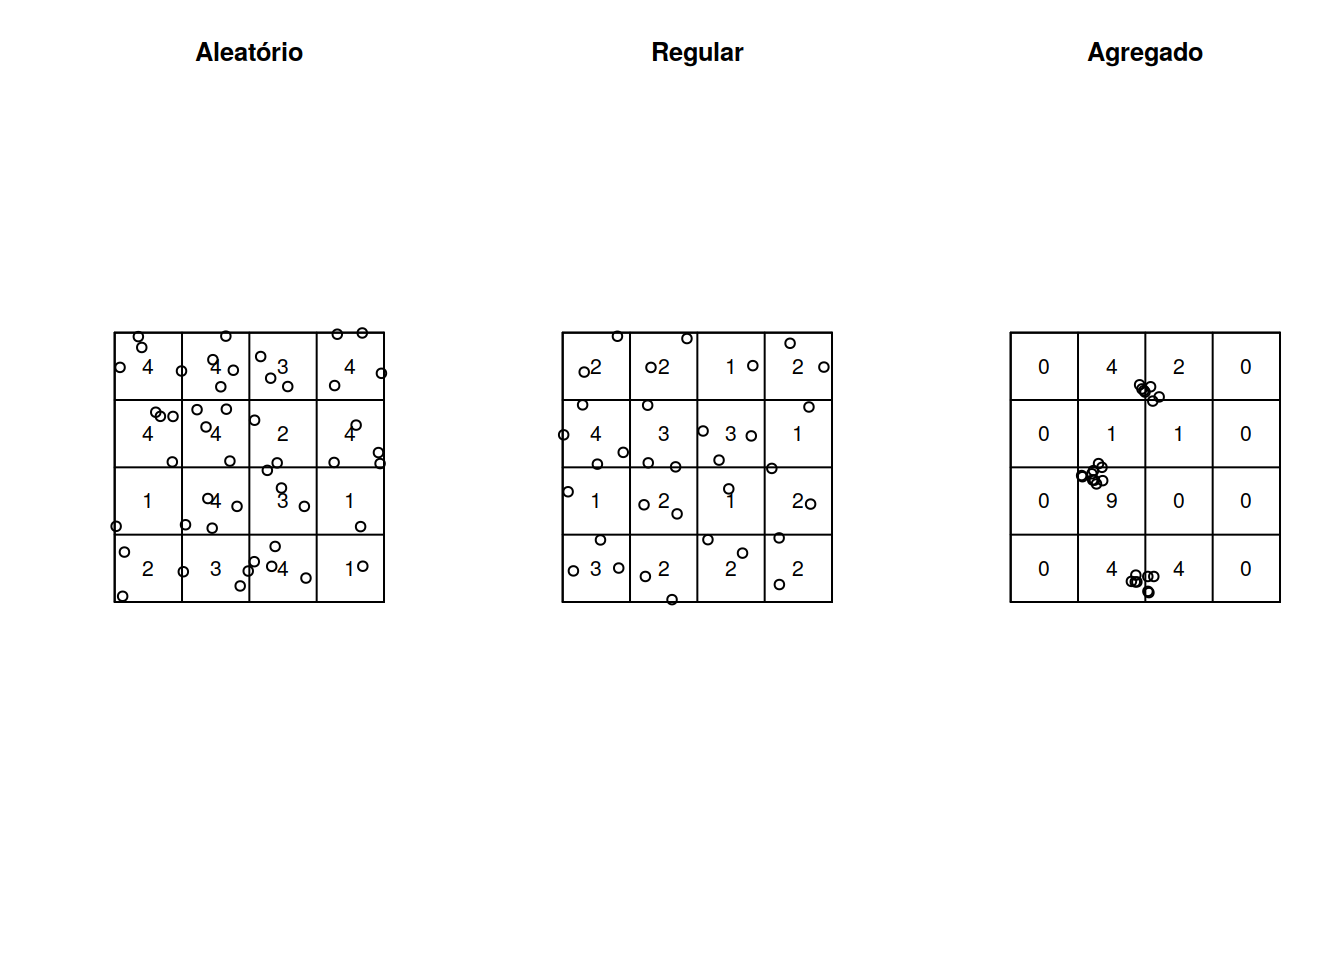 Aleatório Regular Agregado
4 4 3 4 2 2 1 2 0 4 2 0
4 4 2 4 4 3 3 1 0 1 1 0
1 4 3 1 1 2 1 2 0 9 0 0
2 3 4 1 3 2 2 2 0 4 4 0